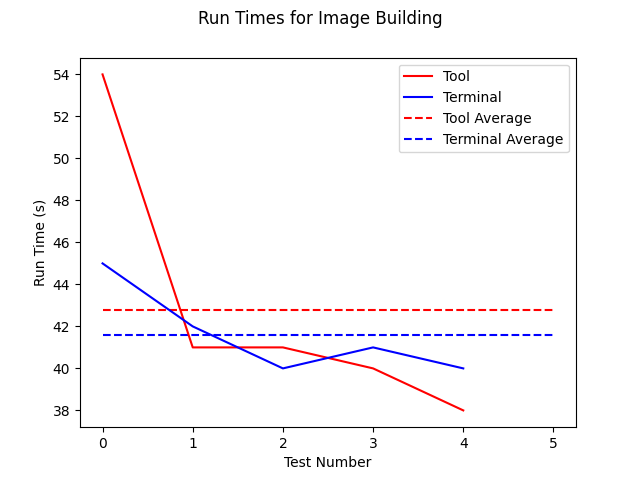 Run Times for Image Building
Tool
Terminal
Tool Average
Terminal Average
54
52
50
48
46
44
42
40
38
Run Time (s)
0 1 2 3 4 5
Test Number